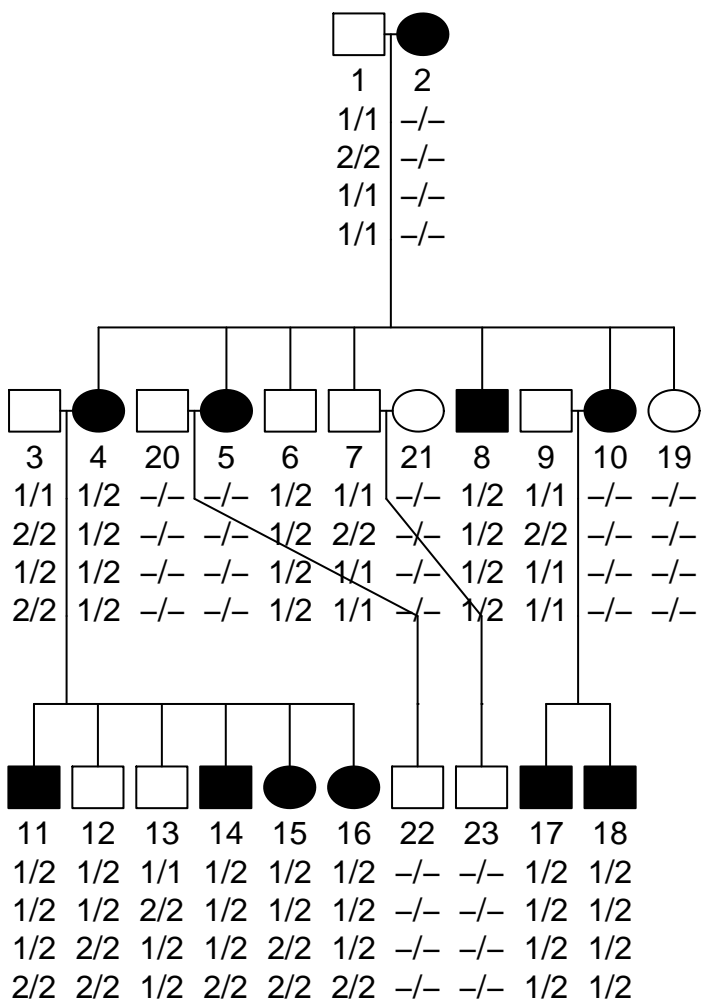 1 2
1/1 –/–
2/2 –/–
1/1 –/–
1/1 –/–
3 4 20 5 6 7 21 8 9 10 19
1/1 1/2 –/– –/– 1/2 1/1 –/– 1/2 1/1 –/– –/–
2/2 1/2 –/– –/– 1/2 2/2 –/– 1/2 2/2 –/– –/–
1/2 1/2 –/– –/– 1/2 1/1 –/– 1/2 1/1 –/– –/–
2/2 1/2 –/– –/– 1/2 1/1 –/– 1/2 1/1 –/– –/–
11 12 13 14 15 16 22 23 17 18
1/2 1/2 1/1 1/2 1/2 1/2 –/– –/– 1/2 1/2
1/2 1/2 2/2 1/2 1/2 1/2 –/– –/– 1/2 1/2
1/2 2/2 1/2 1/2 2/2 1/2 –/– –/– 1/2 1/2
2/2 2/2 1/2 2/2 2/2 2/2 –/– –/– 1/2 1/2